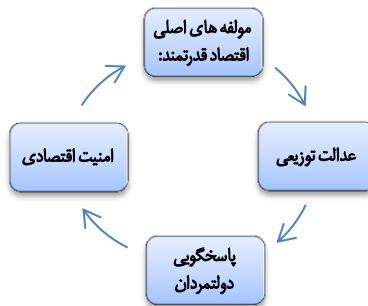 مولفه های اصلی
اقتصاد قدرتمند:
عدالت توزیعی
پاسخگویی
دولتمردان
امنیت اقتصادی